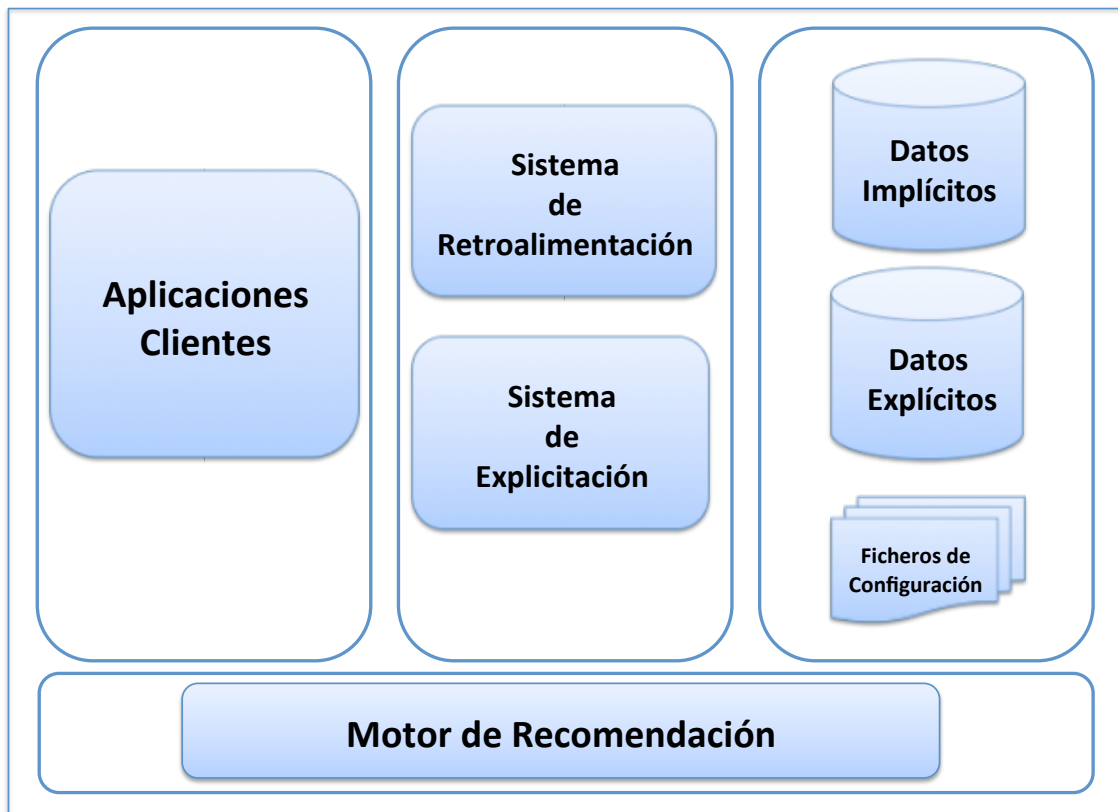 Aplicaciones
Clientes
Sistema
de
Retroalimentación
Sistema
de
Explicitación
Datos
Implícitos
Datos
Explícitos
Ficheros de
Configuración
Motor de Recomendación